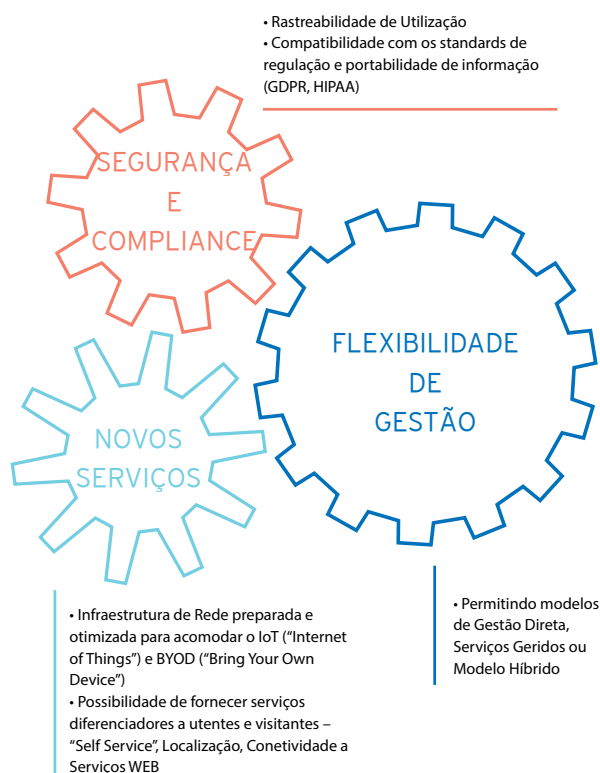 • Rastreabilidade de Utilização
• Compatibilidade com os standards de
regulação e portabilidade de informação
(GDPR, HIPAA)
SEGURANÇA
E
COMPLIANCE
FLEXIBILIDADE
DE
GESTÃO
NOVOS
SERVIÇOS
• Infraestrutura de Rede preparada e
otimizada para acomodar o IoT (“Internet
of Things”) e BYOD (“Bring Your Own
Device”)
• Possibilidade de fornecer serviços
diferenciadores a utentes e visitantes –
“Self Service”, Localização, Conetividade a
Serviços WEB
• Permitindo modelos
de Gestão Direta,
Serviços Geridos ou
Modelo Híbrido